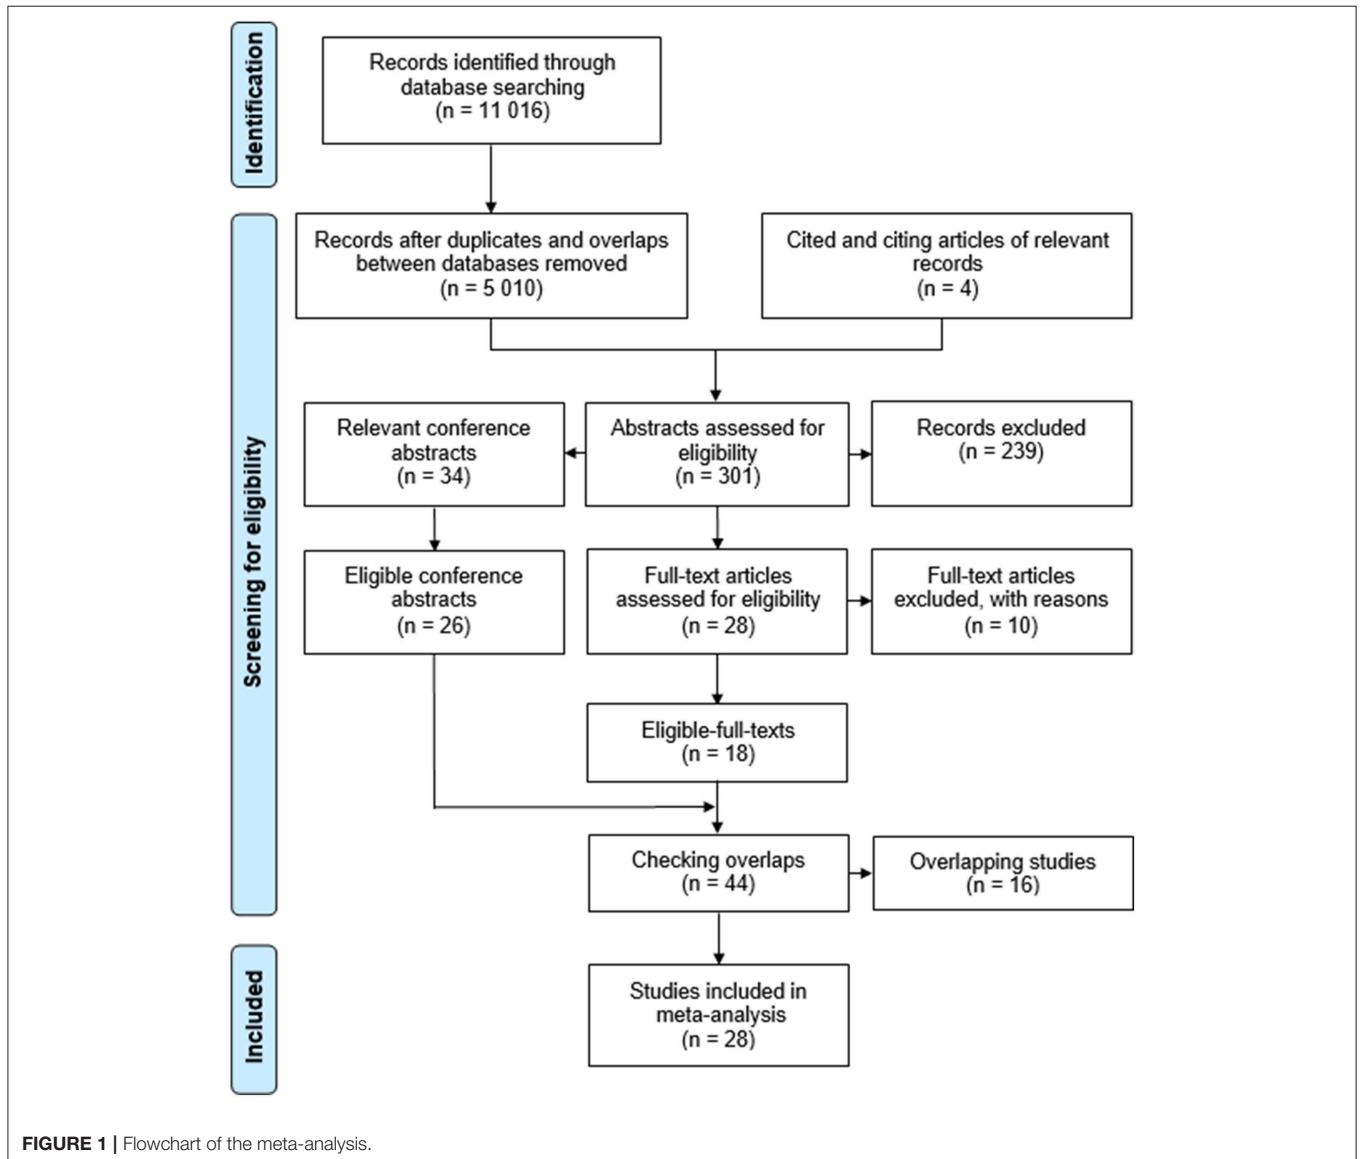 Identification
Records identified through
database searching
(n = 11 016)
Screening for eligibility
Records after duplicates and overlaps
between databases removed
(n = 5 010)
Cited and citing articles of relevant
records
(n = 4)
Relevant conference
abstracts
(n = 34)
Abstracts assessed for
eligibility
(n = 301)
Records excluded
(n = 239)
Eligible conference
abstracts
(n = 26)
Full-text articles
assessed for eligibility
(n = 28)
Full-text articles
excluded, with reasons
(n = 10)
Eligible-full-texts
(n = 18)
Checking overlaps
(n = 44)
Overlapping studies
(n = 16)
Included
Studies included in
meta-analysis
(n = 28)
FIGURE 1 | Flowchart of the meta-analysis.